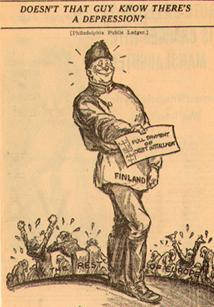 DOESN'T THAT GUY KNOW THERE'S
A DEPRESSION?
[Philadelphia Public Ledger.]
FULL PAYMENT
OF
DEBT INSTALLMENT
FINLAND
THE REST OF EUROPE